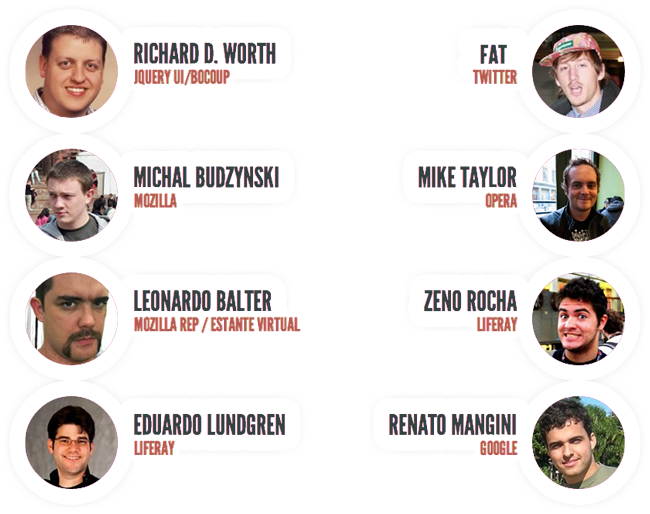 RICHARD D. WORTH
JQUERY UI/BOCOUP
FAT
TWITTER
MICHAL BUDZYNSKI
MOZILLA
MIKE TAYLOR
OPERA
LEONARDO BALTER
MOZILLA REP / ESTANTE VIRTUAL
ZENO ROCHA
LIFERAY
EDUARDO LUNDGREN
LIFERAY
RENATO MANGINI
GOOGLE